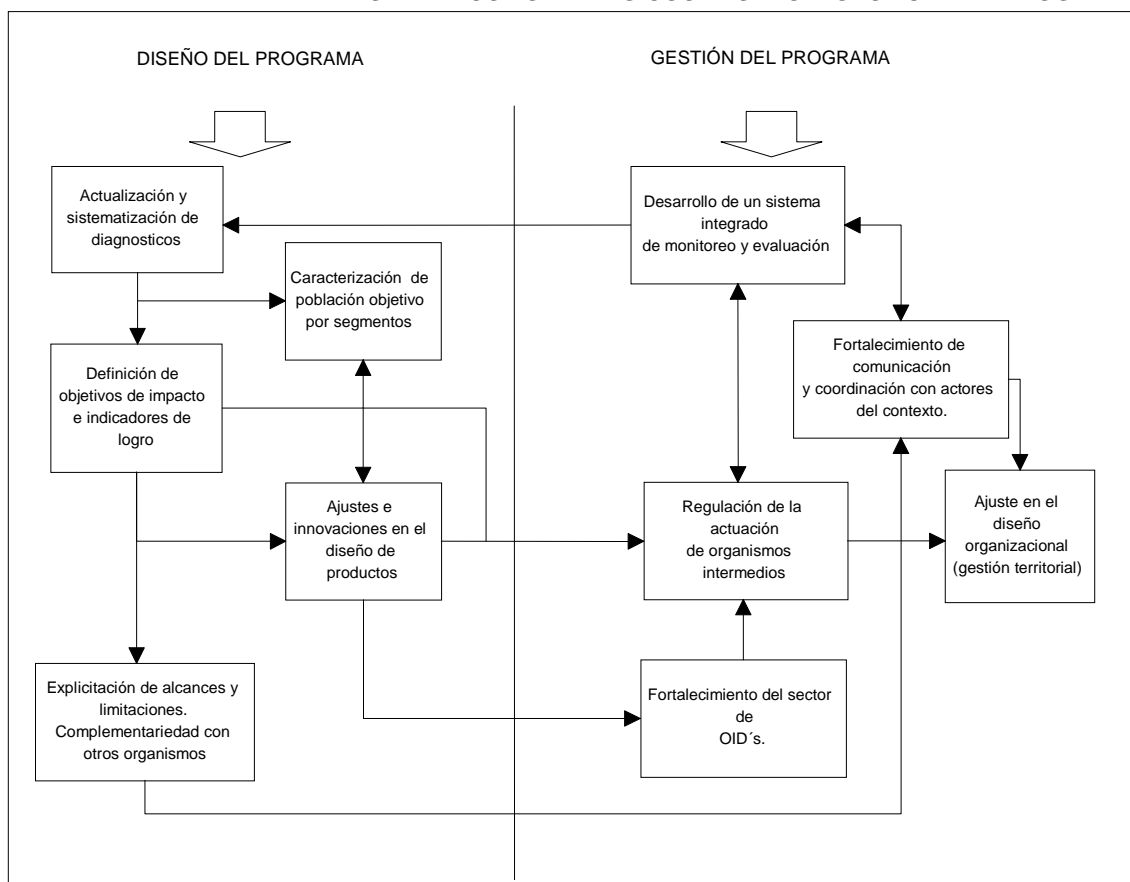 DISEÑO DEL PROGRAMA
GESTIÓN DEL PROGRAMA
Actualización y
sistematización de
diagnosticos
Desarrollo de un sistema
integrado
de monitoreo y evaluación
Caracterización de
población objetivo
por segmentos
Fortalecimiento de
comunicación
y coordinación con actores
del contexto.
Definición de
objetivos de impacto
e indicadores de
logro
Ajustes e
innovaciones en el
diseño de
productos
Regulación de la
actuación
de organismos
intermedios
Ajuste en el
diseño
organizacional
(gestión territorial)
Explicitación de alcances y
limitaciones.
Complementariedad con
otros organismos
Fortalecimiento del sector
de
OID´s.